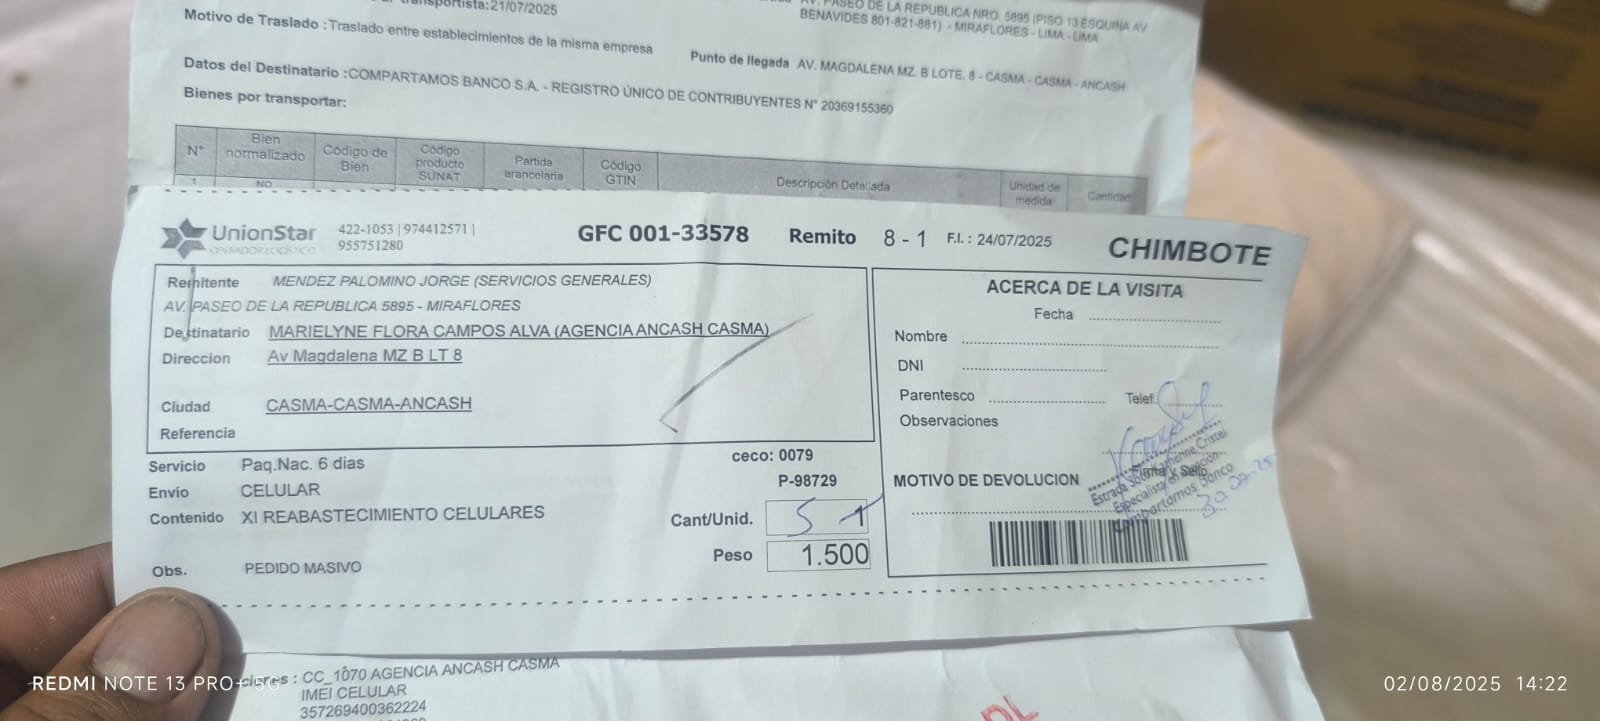 transportista:21/07/2025
Motivo de Traslado : Traslado entre establecimientos de la misma empresa
AV. PASEO DE LA REPUBLICA NRO. 5895 (PISO 13 ESQUINA AV
BENAVIDES 801-821-881) - MIRAFLORES - LIMA - LIMA
Punto de llegada AV. MAGDALENA MZ. B LOTE. 8 - CASMA - CASMA - ANCASH
Datos del Destinatario :COMPARTAMOS BANCO S.A. - REGISTRO ÚNICO DE CONTRIBUYENTES N° 20369155360
Bienes por transportar:
N° Bien normalizado Código de Bien Código producto SUNAT Partida arancelaria Código GTIN Descripción Detallada Unidad de medida Cantidad
1 NO
UnionStar
OPERADOR LOGÍSTICO
422-1053 | 974412571 |
955751280
GFC 001-33578 Remito 8 - 1 F.I. : 24/07/2025 CHIMBOTE
Remitente MENDEZ PALOMINO JORGE (SERVICIOS GENERALES)
AV. PASEO DE LA REPUBLICA 5895 - MIRAFLORES
Destinatario MARIELYNE FLORA CAMPOS ALVA (AGENCIA ANCASH CASMA)
Direccion Av Magdalena MZ B LT 8
Ciudad CASMA-CASMA-ANCASH
Referencia
ACERCA DE LA VISITA
Fecha
Nombre
DNI
Parentesco Telef.
Observaciones
Firma y Sello
Especialista en
Compartamos Banco
MOTIVO DE DEVOLUCION
Servicio Paq.Nac. 6 dias
Envío CELULAR
Contenido XI REABASTECIMIENTO CELULARES
Obs. PEDIDO MASIVO
ceco: 0079
P-98729
Cant/Unid. 5 1
Peso 1.500
: CC_1070 AGENCIA ANCASH CASMA
IMEI CELULAR
357269400362224
REDMI NOTE 13 PRO+ 5G
02/08/2025 14:22